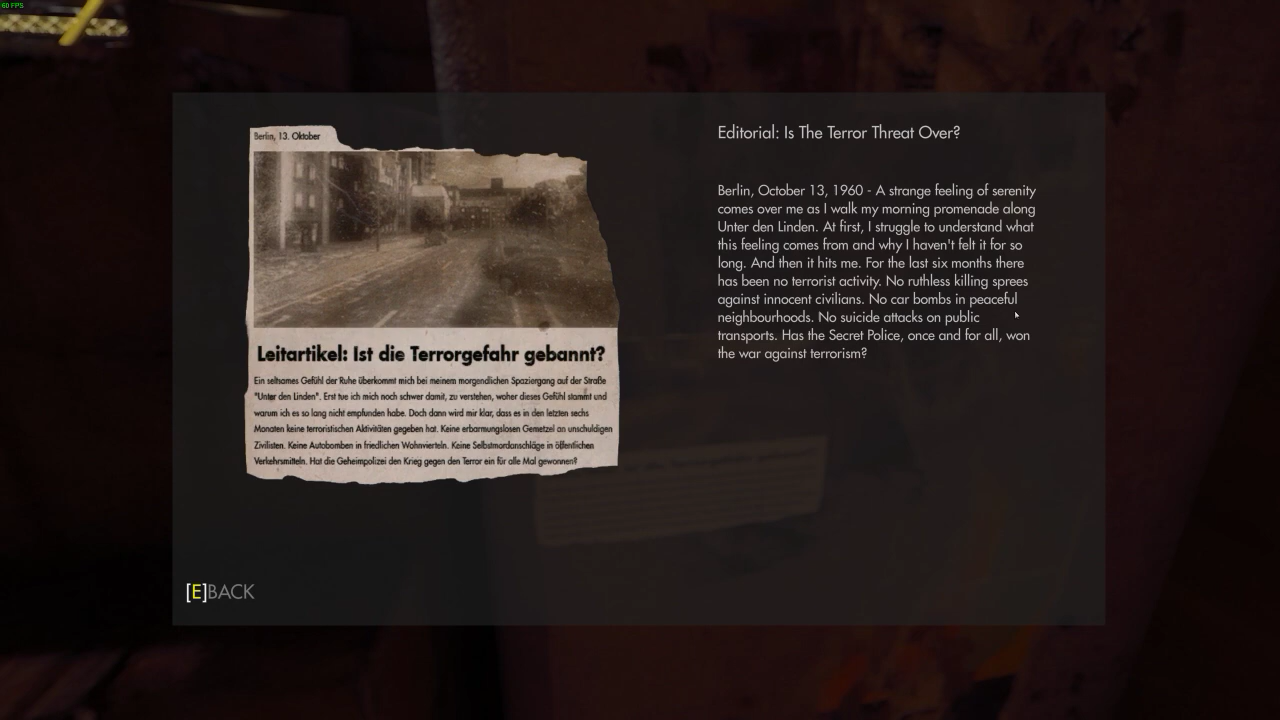 60 FPS
Berlin, 13. Oktober
Leitartikel: Ist die Terrorgefahr gebannt?
Ein seltsames Gefühl der Ruhe überkommt mich bei meinem morgendlichen Spaziergang auf der Straße
"Unter den Linden". Erst tue ich mich noch schwer damit, zu verstehen, woher dieses Gefühl stammt und
warum ich es so lang nicht empfunden habe. Doch dann wird mir klar, dass es in den letzten sechs
Monaten keine terroristischen Aktivitäten gegeben hat. Keine erbarmungslosen Gemetzel an unschuldigen
Zivilisten. Keine Autobomben in friedlichen Wohnvierteln. Keine Selbstmordanschläge in öffentlichen
Verkehrsmitteln. Hat die Geheimpolizei den Krieg gegen den Terror ein für alle Mal gewonnen?
Editorial: Is The Terror Threat Over?
Berlin, October 13, 1960 - A strange feeling of serenity
comes over me as I walk my morning promenade along
Unter den Linden. At first, I struggle to understand what
this feeling comes from and why I haven't felt it for so
long. And then it hits me. For the last six months there
has been no terrorist activity. No ruthless killing sprees
against innocent civilians. No car bombs in peaceful
neighbourhoods. No suicide attacks on public
transports. Has the Secret Police, once and for all, won
the war against terrorism?
[E]BACK